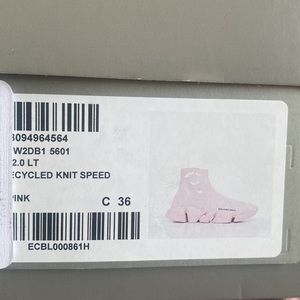 8094964564
W2DB1 5601
2.0 LT
ECYCLED KNIT SPEED
PINK
C 36
ECBL000861H